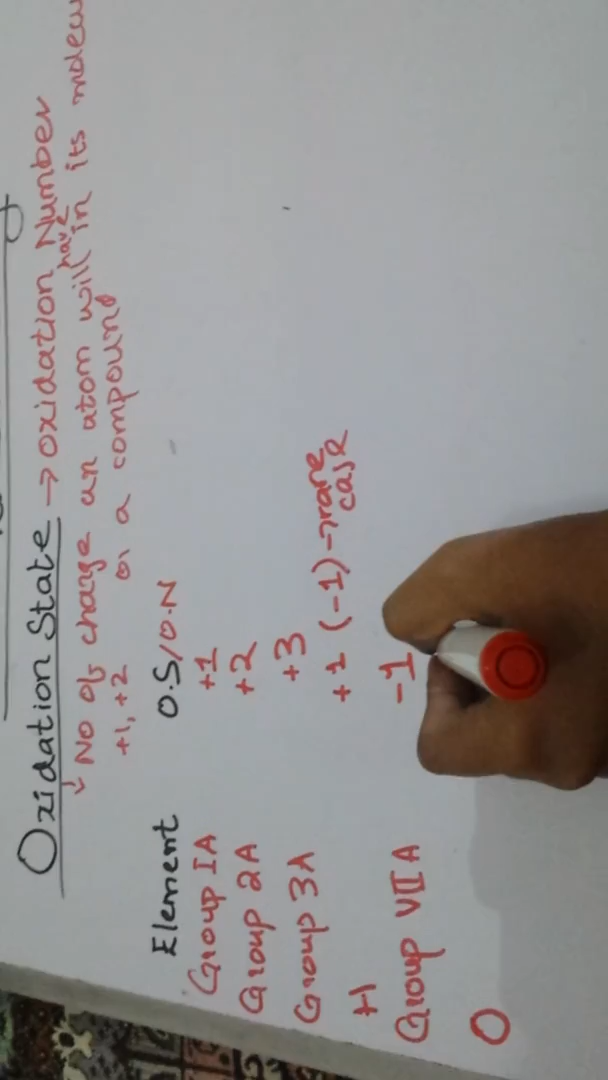 Oxidation State → oxidation Number
No of charge an atom will have in its
+1, +2 or a compound
Element O.S/O.N
Group IA +1
Group 2A +2
Group 3A +3
H +1 (-1) → rare case
Group VII A -1
O